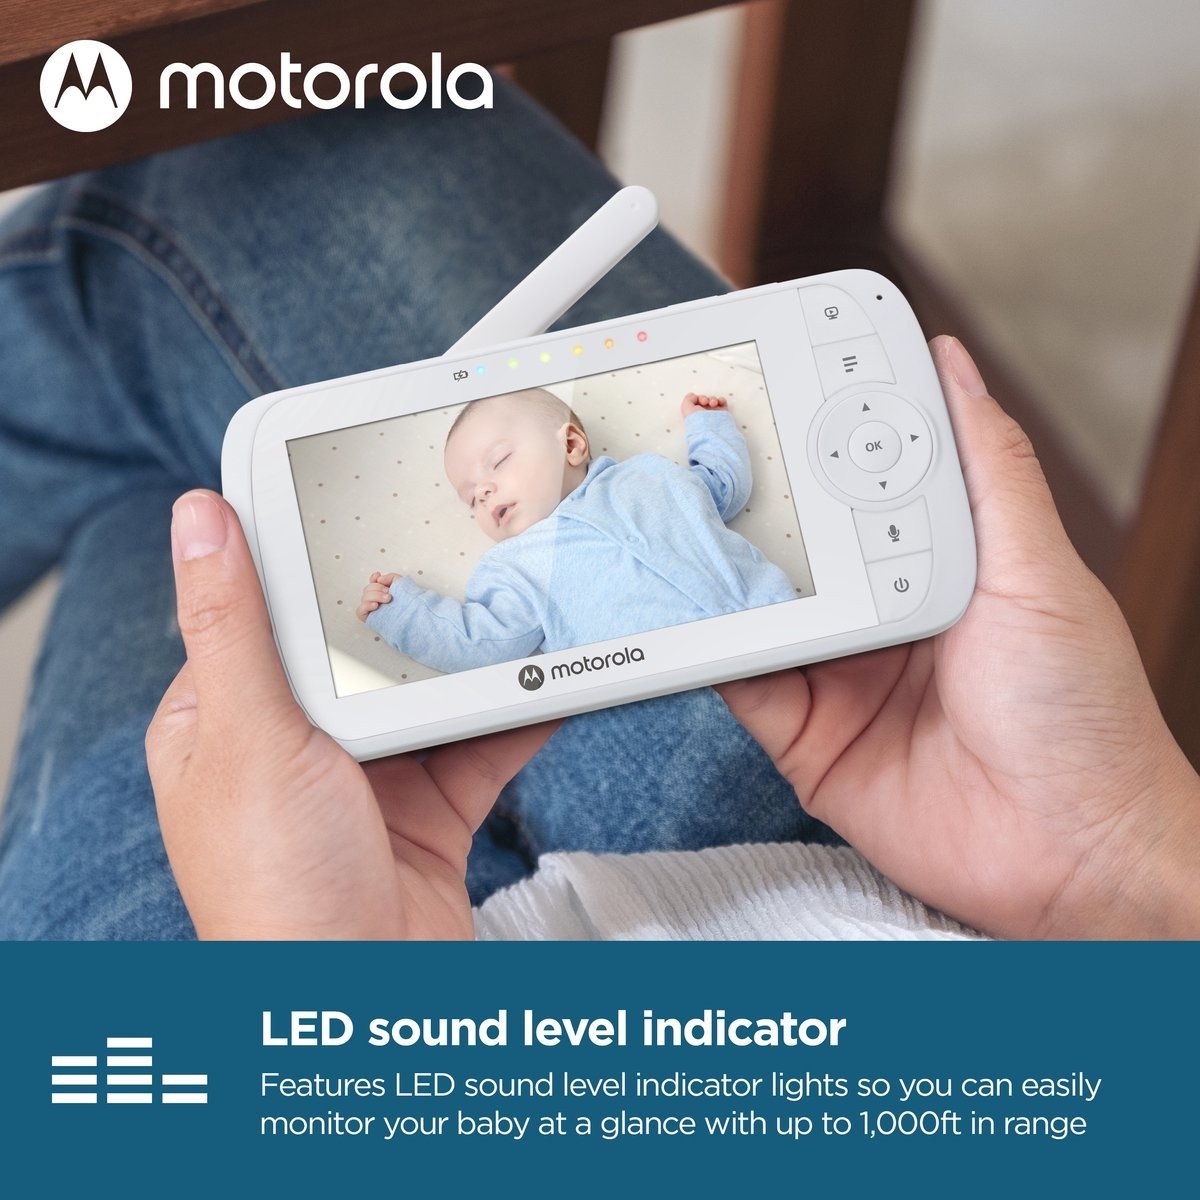 motorola
OK
motorola
LED sound level indicator
Features LED sound level indicator lights so you can easily
monitor your baby at a glance with up to 1,000ft in range